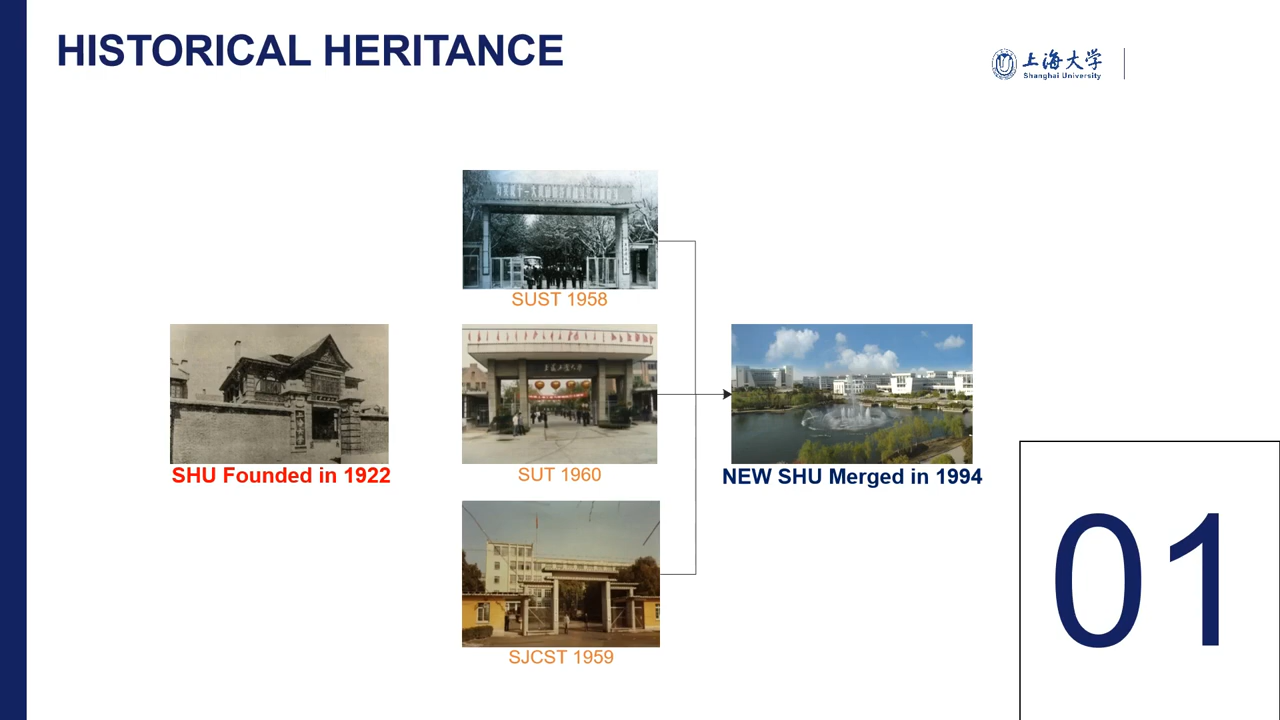 HISTORICAL HERITANCE
上海大学
Shanghai University
SUST 1958
SHU Founded in 1922
SUT 1960
NEW SHU Merged in 1994
SJCST 1959
01